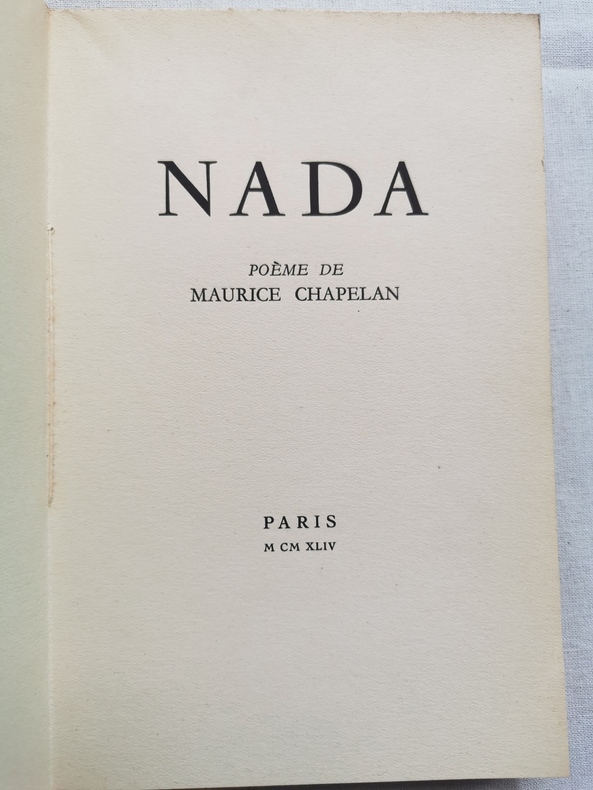 NADA
POÈME DE
MAURICE CHAPELAN
PARIS
M CM XLIV